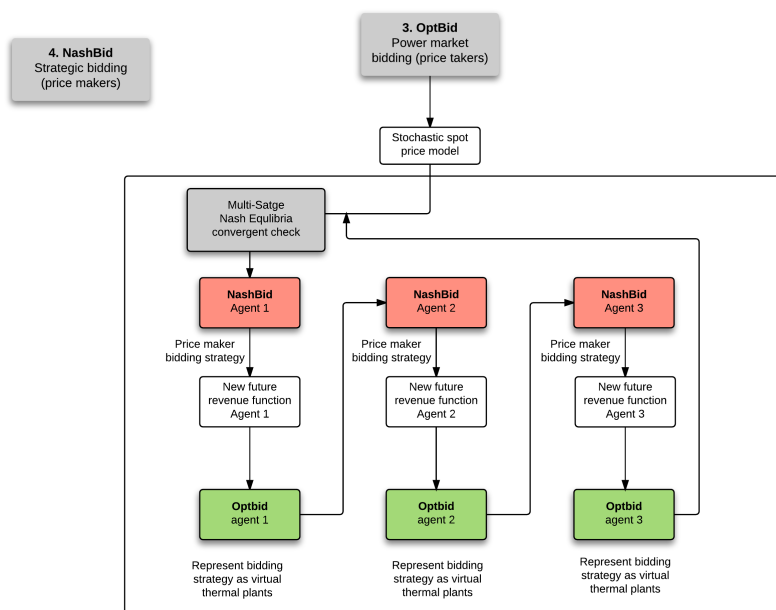 4. NashBid
Strategic bidding
(price makers)
3. OptBid
Power market
bidding (price takers)
Stochastic spot
price model
Multi-Satge
Nash Equlibria
convergent check
NashBid
Agent 1
NashBid
Agent 2
NashBid
Agent 3
Price maker
bidding strategy
Price maker
bidding strategy
Price maker
bidding strategy
New future
revenue function
Agent 1
New future
revenue function
Agent 2
New future
revenue function
Agent 3
Optbid
agent 1
Optbid
agent 2
Optbid
agent 3
Represent bidding
strategy as virtual
thermal plants
Represent bidding
strategy as virtual
thermal plants
Represent bidding
strategy as virtual
thermal plants